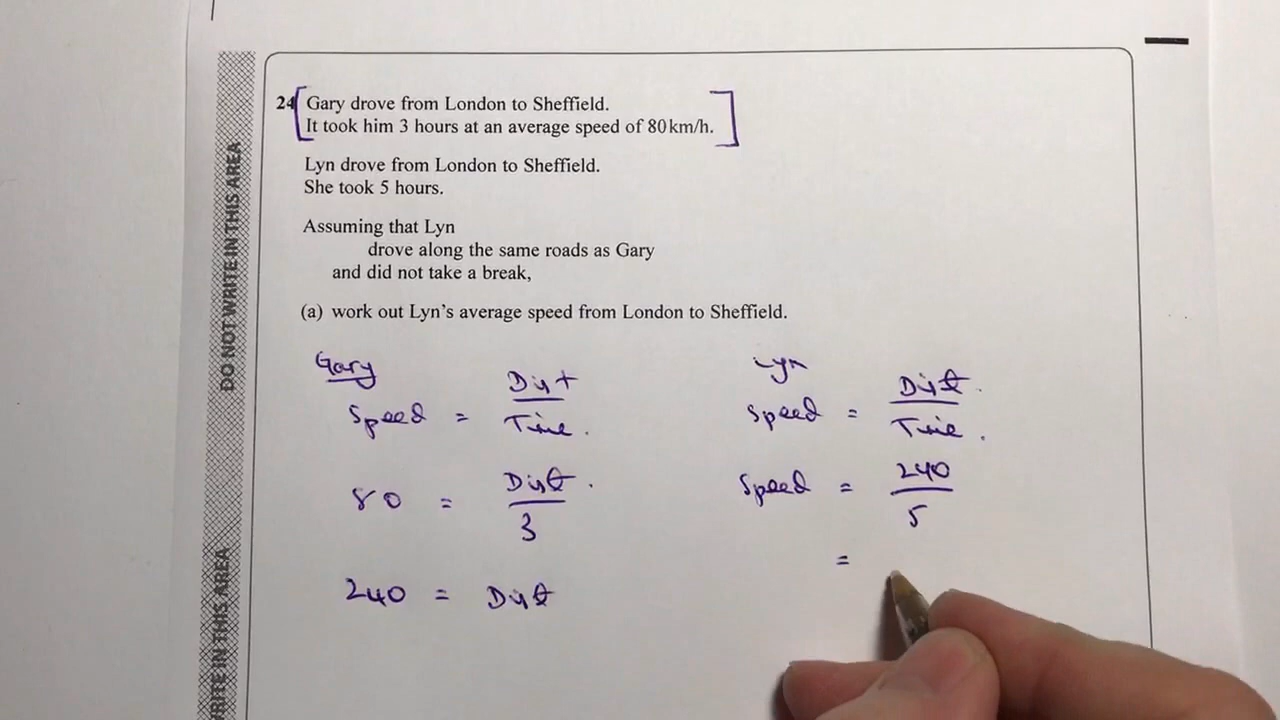 24 Gary drove from London to Sheffield.
It took him 3 hours at an average speed of 80 km/h.
Lyn drove from London to Sheffield.
She took 5 hours.
Assuming that Lyn
drove along the same roads as Gary
and did not take a break,
(a) work out Lyn's average speed from London to Sheffield.
Gary
Speed = Dist / Time.
80 = Dist. / 3
240 = Dist
Lyn
Speed = Dist. / Time.
Speed = 240 / 5
=
DO NOT WRITE IN THIS AREA
WRITE IN THIS AREA